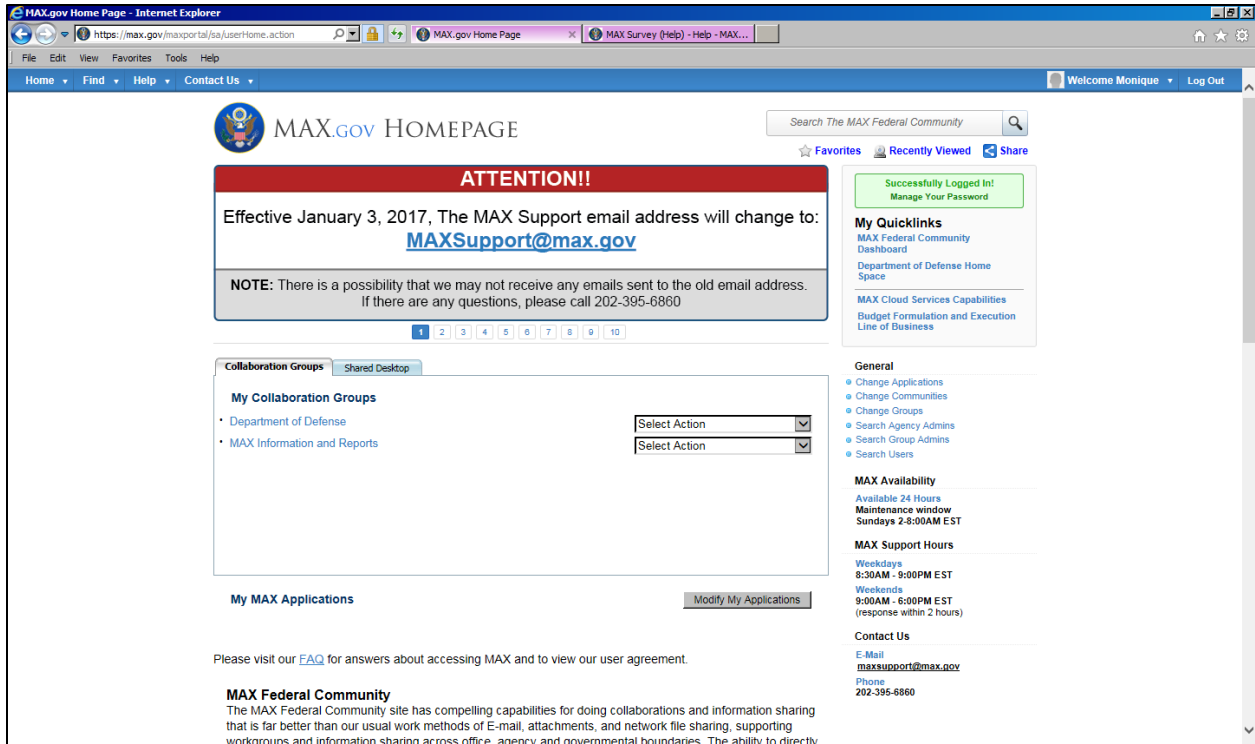 MAX.gov Home Page - Internet Explorer
https://max.gov/maxportal/sa/userHome.action
MAX.gov Home Page
MAX Survey (Help) - Help - MAX...
File Edit View Favorites Tools Help
Home Find Help Contact Us
Welcome Monique Log Out
MAX.GOV HOMEPAGE
Search The MAX Federal Community
Favorites Recently Viewed Share
ATTENTION!!
Effective January 3, 2017, The MAX Support email address will change to:
MAXSupport@max.gov
NOTE: There is a possibility that we may not receive any emails sent to the old email address.
If there are any questions, please call 202-395-6860
1 2 3 4 5 6 7 8 9 10
Collaboration Groups Shared Desktop
My Collaboration Groups
Department of Defense Select Action
MAX Information and Reports Select Action
My MAX Applications Modify My Applications
Please visit our FAQ for answers about accessing MAX and to view our user agreement.
MAX Federal Community
The MAX Federal Community site has compelling capabilities for doing collaborations and information sharing
that is far better than our usual work methods of E-mail, attachments, and network file sharing, supporting
workgroups and information sharing across office, agency and governmental boundaries. The ability to directly
Successfully Logged In!
Manage Your Password
My Quicklinks
MAX Federal Community
Dashboard
Department of Defense Home
Space
MAX Cloud Services Capabilities
Budget Formulation and Execution
Line of Business
General
Change Applications
Change Communities
Change Groups
Search Agency Admins
Search Group Admins
Search Users
MAX Availability
Available 24 Hours
Maintenance window
Sundays 2-8:00AM EST
MAX Support Hours
Weekdays
8:30AM - 9:00PM EST
Weekends
9:00AM - 6:00PM EST
(response within 2 hours)
Contact Us
E-Mail
maxsupport@max.gov
Phone
202-395-6860